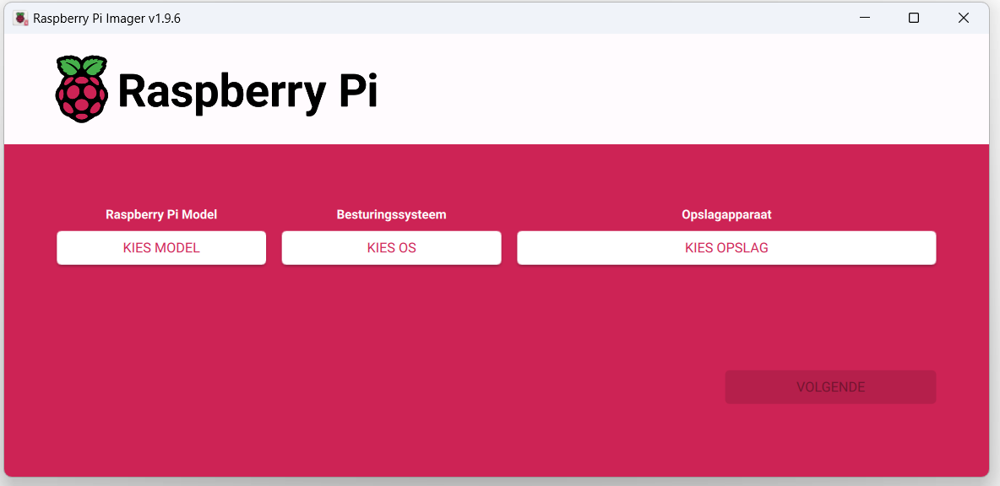 Raspberry Pi Imager v1.9.6
Raspberry Pi
Raspberry Pi Model
Besturingssysteem
Opslagapparaat
KIES MODEL
KIES OS
KIES OPSLAG
VOLGENDE